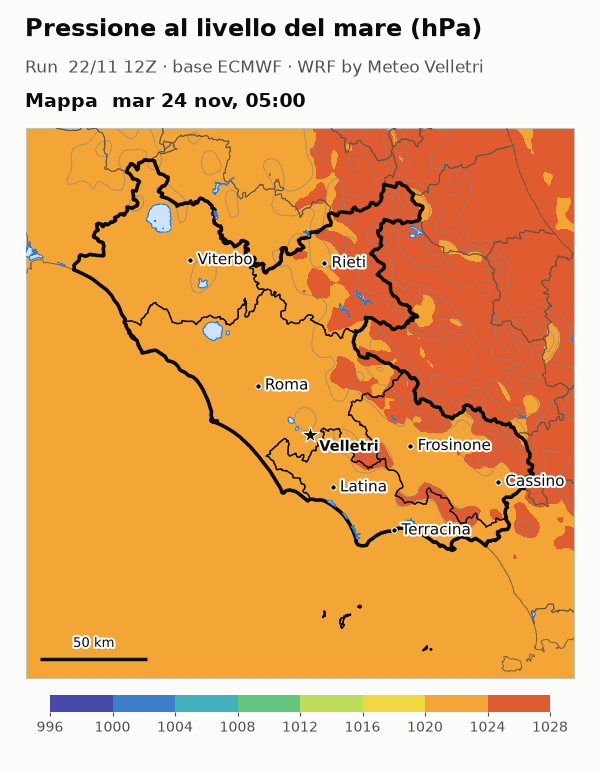 Pressione al livello del mare (hPa)
Run  22/11 12Z · base ECMWF · WRF by Meteo Velletri
Mappa  mar 24 nov, 05:00
Viterbo
Rieti
Roma
Velletri
Frosinone
Cassino
Latina
Terracina
50 km
996 1000 1004 1008 1012 1016 1020 1024 1028